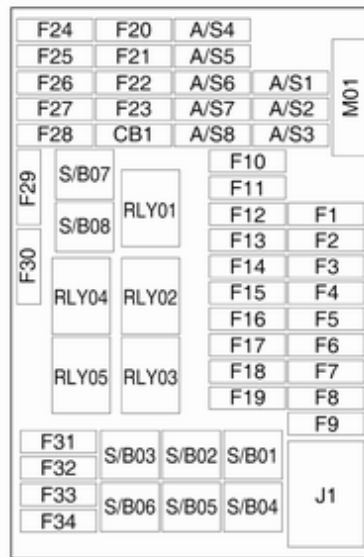 F24 F20 A/S4
F25 F21 A/S5
F26 F22 A/S6 A/S1
F27 F23 A/S7 A/S2
F28 CB1 A/S8 A/S3
M01
F29
S/B07
RLY01
F10
F11
S/B08
F12 F1
F30
F13 F2
RLY04 RLY02
F14 F3
F15 F4
F16 F5
RLY05 RLY03
F17 F6
F18 F7
F19 F8
F9
F31
F32
S/B03 S/B02 S/B01
F33
F34
S/B06 S/B05 S/B04
J1